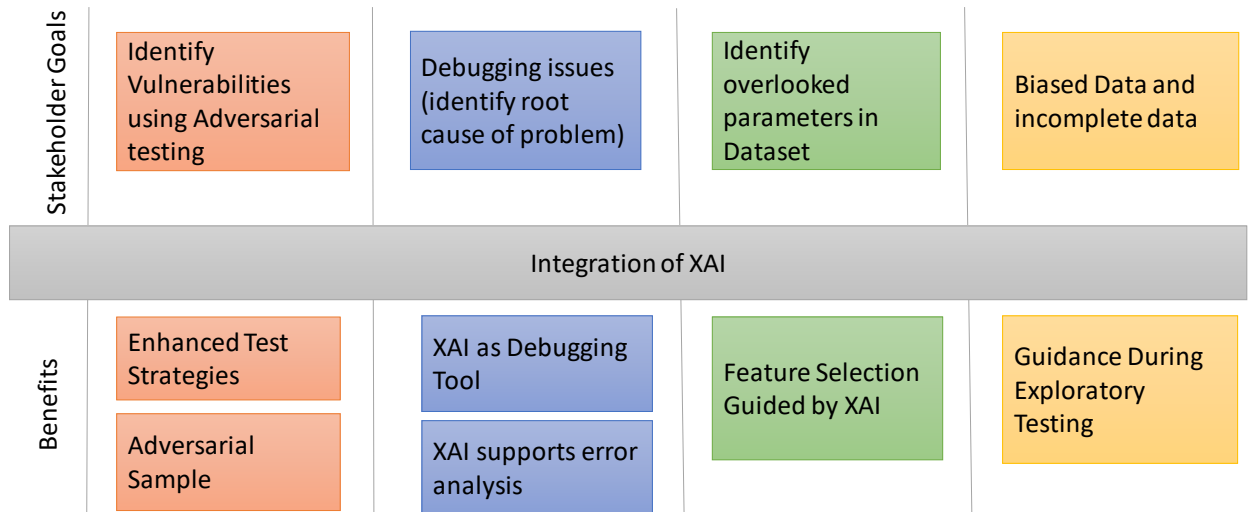 Stakeholder Goals
Identify
Vulnerabilities
using Adversarial
testing
Debugging issues
(identify root
cause of problem)
Identify
overlooked
parameters in
Dataset
Biased Data and
incomplete data
Integration of XAI
Benefits
Enhanced Test
Strategies
Adversarial
Sample
XAI as Debugging
Tool
XAI supports error
analysis
Feature Selection
Guided by XAI
Guidance During
Exploratory
Testing